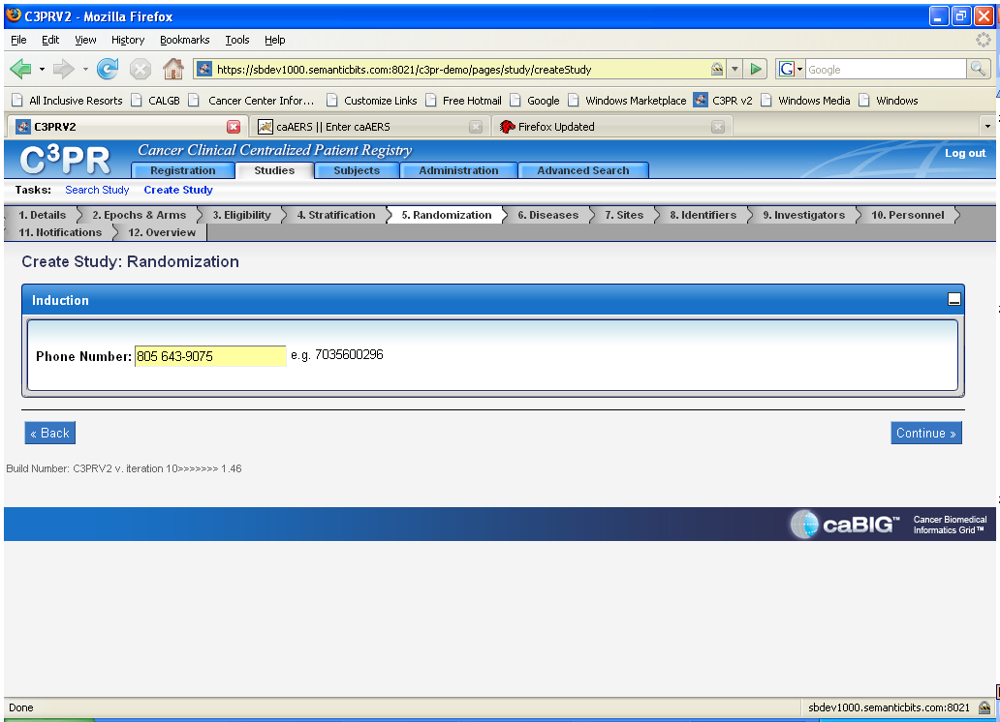 C3PRV2 - Mozilla Firefox
File Edit View History Bookmarks Tools Help
https://sbdev1000.semanticbits.com:8021/c3pr-demo/pages/study/createStudy G Google
All Inclusive Resorts CALGB Cancer Center Infor... Customize Links Free Hotmail Google Windows Marketplace C3PR v2 Windows Media Windows
C3PRV2 caAERS || Enter caAERS Firefox Updated
C3PR Cancer Clinical Centralized Patient Registry Log out
Registration Studies Subjects Administration Advanced Search
Tasks: Search Study Create Study
1. Details 2. Epochs & Arms 3. Eligibility 4. Stratification 5. Randomization 6. Diseases 7. Sites 8. Identifiers 9. Investigators 10. Personnel
11. Notifications 12. Overview
Create Study: Randomization
Induction
Phone Number: 805 643-9075 e.g. 7035600296
« Back Continue »
Build Number: C3PRV2 v. iteration 10>>>>>>> 1.46
caBIG™ Cancer Biomedical
Informatics Grid™
Done sbdev1000.semanticbits.com:8021